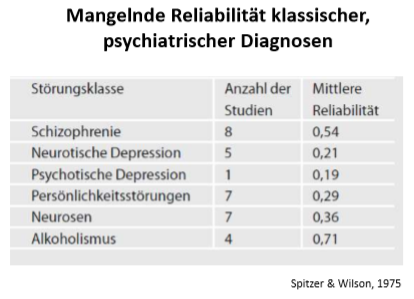 Mangelnde Reliabilität klassischer,
psychiatrischer Diagnosen
Störungsklasse Anzahl der Mittlere
Studien Reliabilität
Schizophrenie 8 0,54
Neurotische Depression 5 0,21
Psychotische Depression 1 0,19
Persönlichkeitsstörungen 7 0,29
Neurosen 7 0,36
Alkoholismus 4 0,71
Spitzer & Wilson, 1975